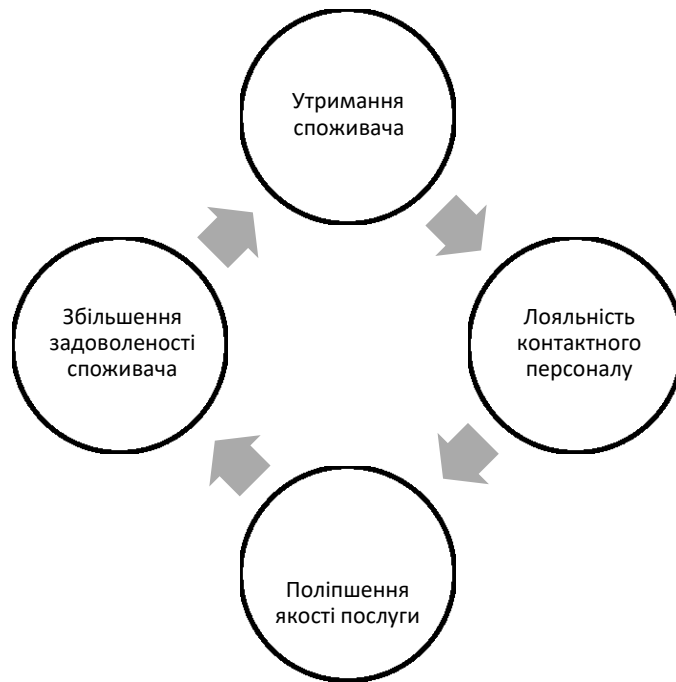 Утримання
споживача
Збільшення
задоволеності
споживача
Лояльність
контактного
персоналу
Поліпшення
якості послуги